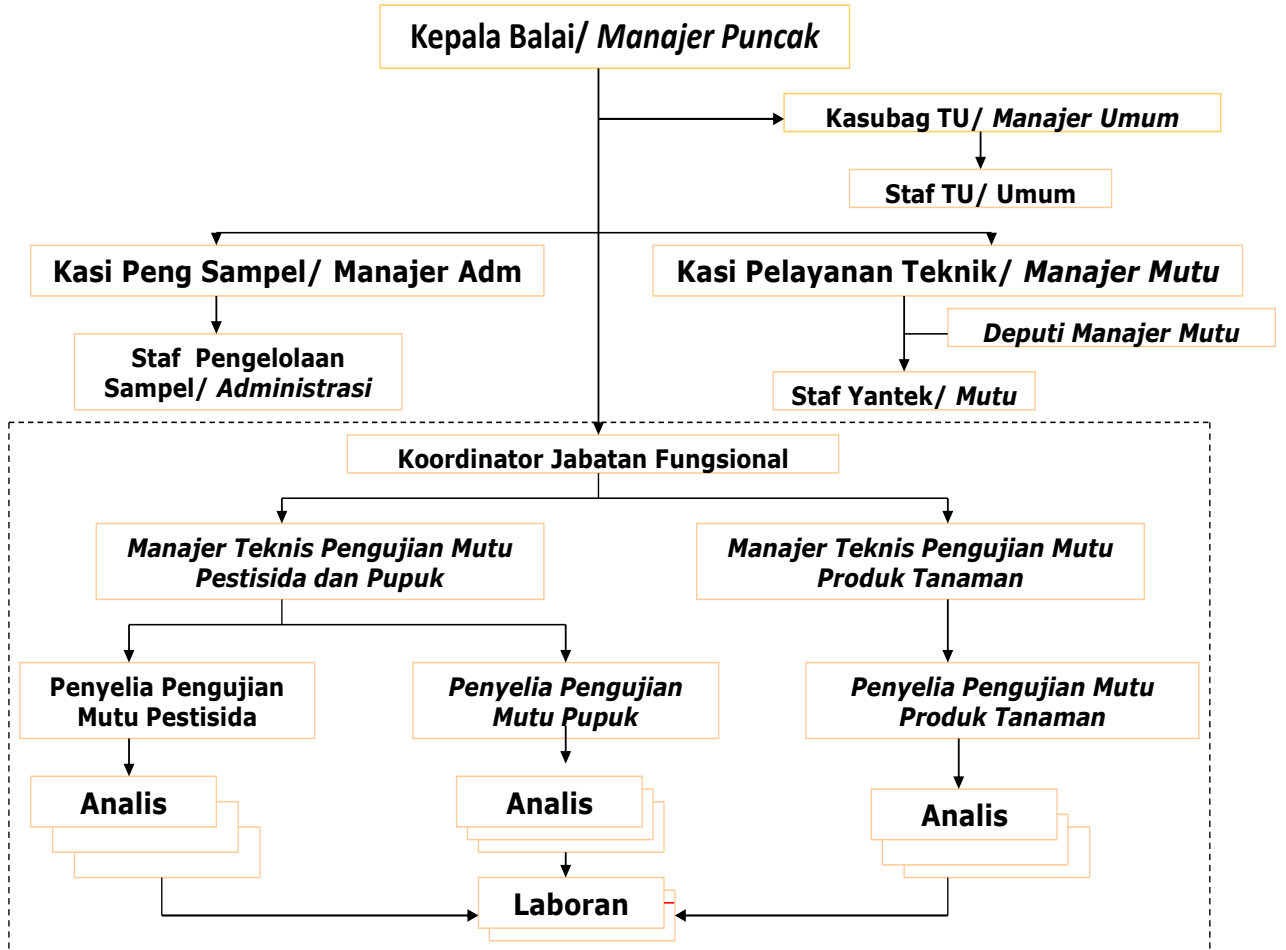 Kepala Balai/ Manajer Puncak
Kasubag TU/ Manajer Umum
Staf TU/ Umum
Kasi Peng Sampel/ Manajer Adm
Kasi Pelayanan Teknik/ Manajer Mutu
Deputi Manajer Mutu
Staf Pengelolaan
Sampel/ Administrasi
Staf Yantek/ Mutu
Koordinator Jabatan Fungsional
Manajer Teknis Pengujian Mutu
Pestisida dan Pupuk
Manajer Teknis Pengujian Mutu
Produk Tanaman
Penyelia Pengujian
Mutu Pestisida
Penyelia Pengujian
Mutu Pupuk
Penyelia Pengujian Mutu
Produk Tanaman
Analis
Analis
Analis
Laboran